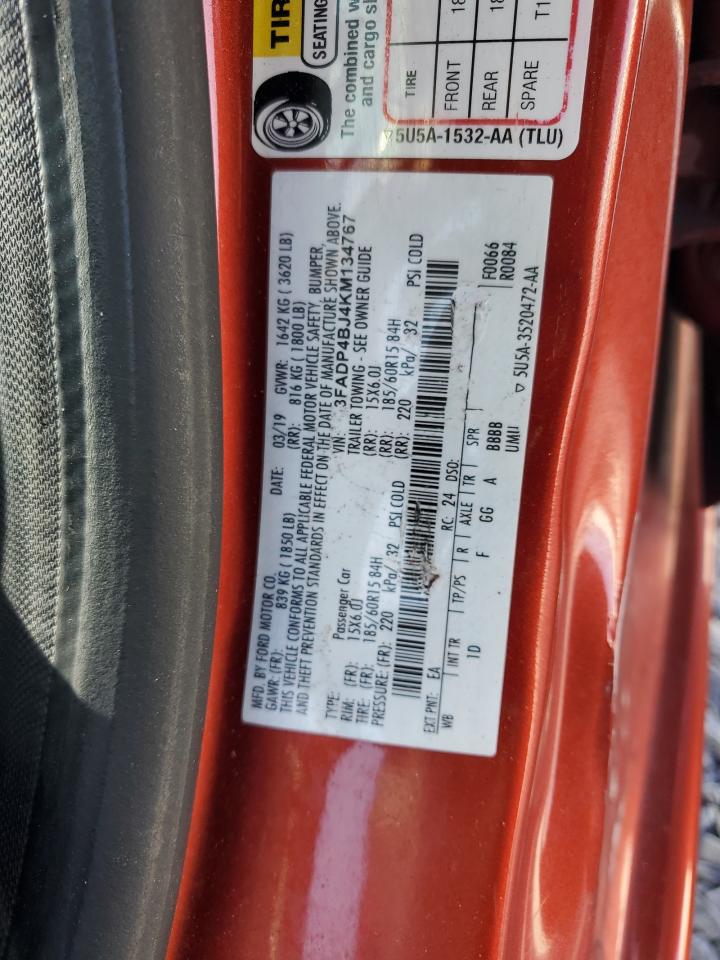 TIR
SEATING
The combined w
and cargo sh
TIRE
FRONT 18
REAR 18
SPARE T1
▽5U5A-1532-AA (TLU)
MFD. BY FORD MOTOR CO.
DATE: 03/19 GVWR: 1642 KG ( 3620 LB)
GAWR: (FR): 839 KG ( 1850 LB) (RR): 816 KG ( 1800 LB)
THIS VEHICLE CONFORMS TO ALL APPLICABLE FEDERAL MOTOR VEHICLE SAFETY, BUMPER,
AND THEFT PREVENTION STANDARDS IN EFFECT ON THE DATE OF MANUFACTURE SHOWN ABOVE.
VIN: 3FADP4BJ4KM134767
TYPE: Passenger Car TRAILER TOWING - SEE OWNER GUIDE
RIM: (FR): 15X6.0J (RR): 15X6.0J
TIRE: (FR): 185/60R15 84H (RR): 185/60R15 84H
PRESSURE: (FR): 220 kPa/ 32 PSI COLD (RR): 220 kPa/ 32 PSI COLD
EXT PNT: EA RC: 24 DSO: F0066
R0084
WB INT TR TP/PS R AXLE TR SPR
1D F GG A BBBB
UMII
▽ 5U5A-3S20472-AA